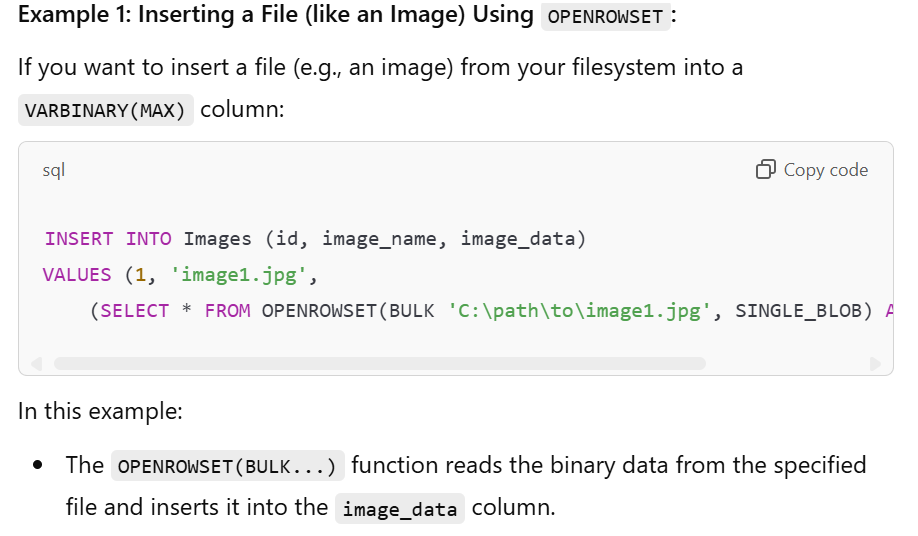 Example 1: Inserting a File (like an Image) Using OPENROWSET:
If you want to insert a file (e.g., an image) from your filesystem into a
VARBINARY(MAX) column:
sql
Copy code
INSERT INTO Images (id, image_name, image_data)
VALUES (1, 'image1.jpg',
(SELECT * FROM OPENROWSET(BULK 'C:\path\to\image1.jpg', SINGLE_BLOB)
In this example:
• The OPENROWSET(BULK...) function reads the binary data from the specified
file and inserts it into the image_data column.